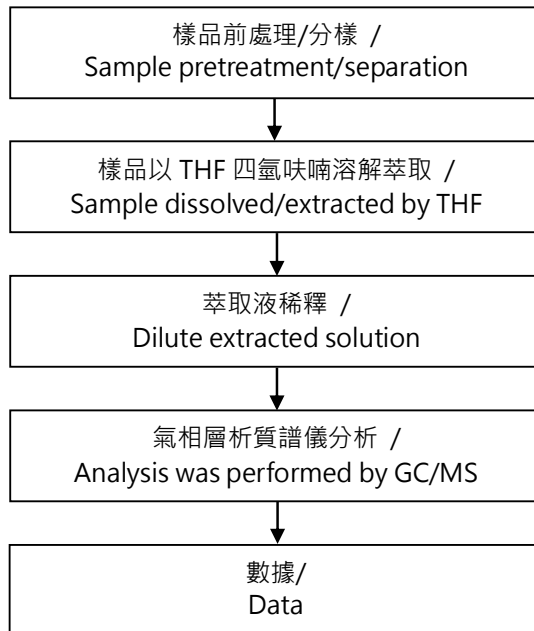 樣品前處理/分樣 /
Sample pretreatment/separation
樣品以 THF 四氫呋喃溶解萃取 /
Sample dissolved/extracted by THF
萃取液稀釋 /
Dilute extracted solution
氣相層析質譜儀分析 /
Analysis was performed by GC/MS
數據/
Data